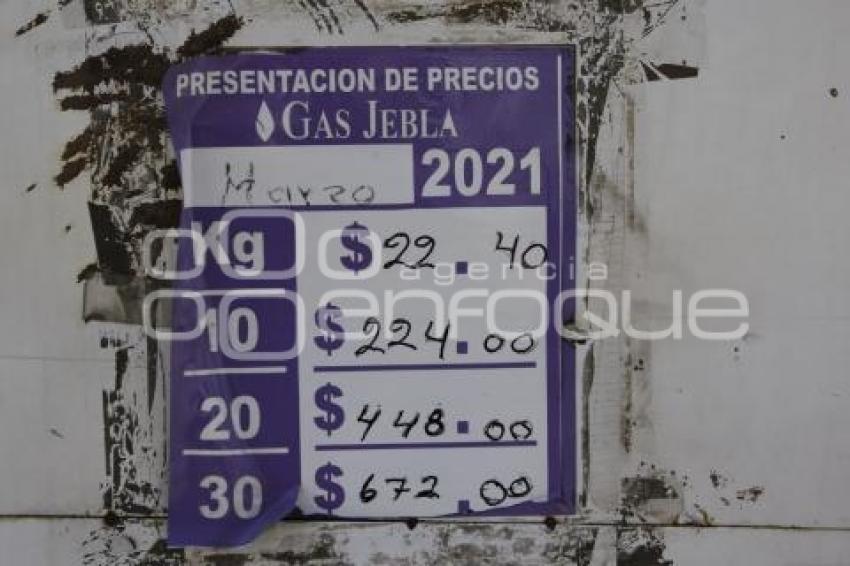 PRESENTACION DE PRECIOS
GAS JEBLA
Marzo 2021
Kg $22.40
agencia
enfoque
10 $224.00
20 $448.00
30 $672.00